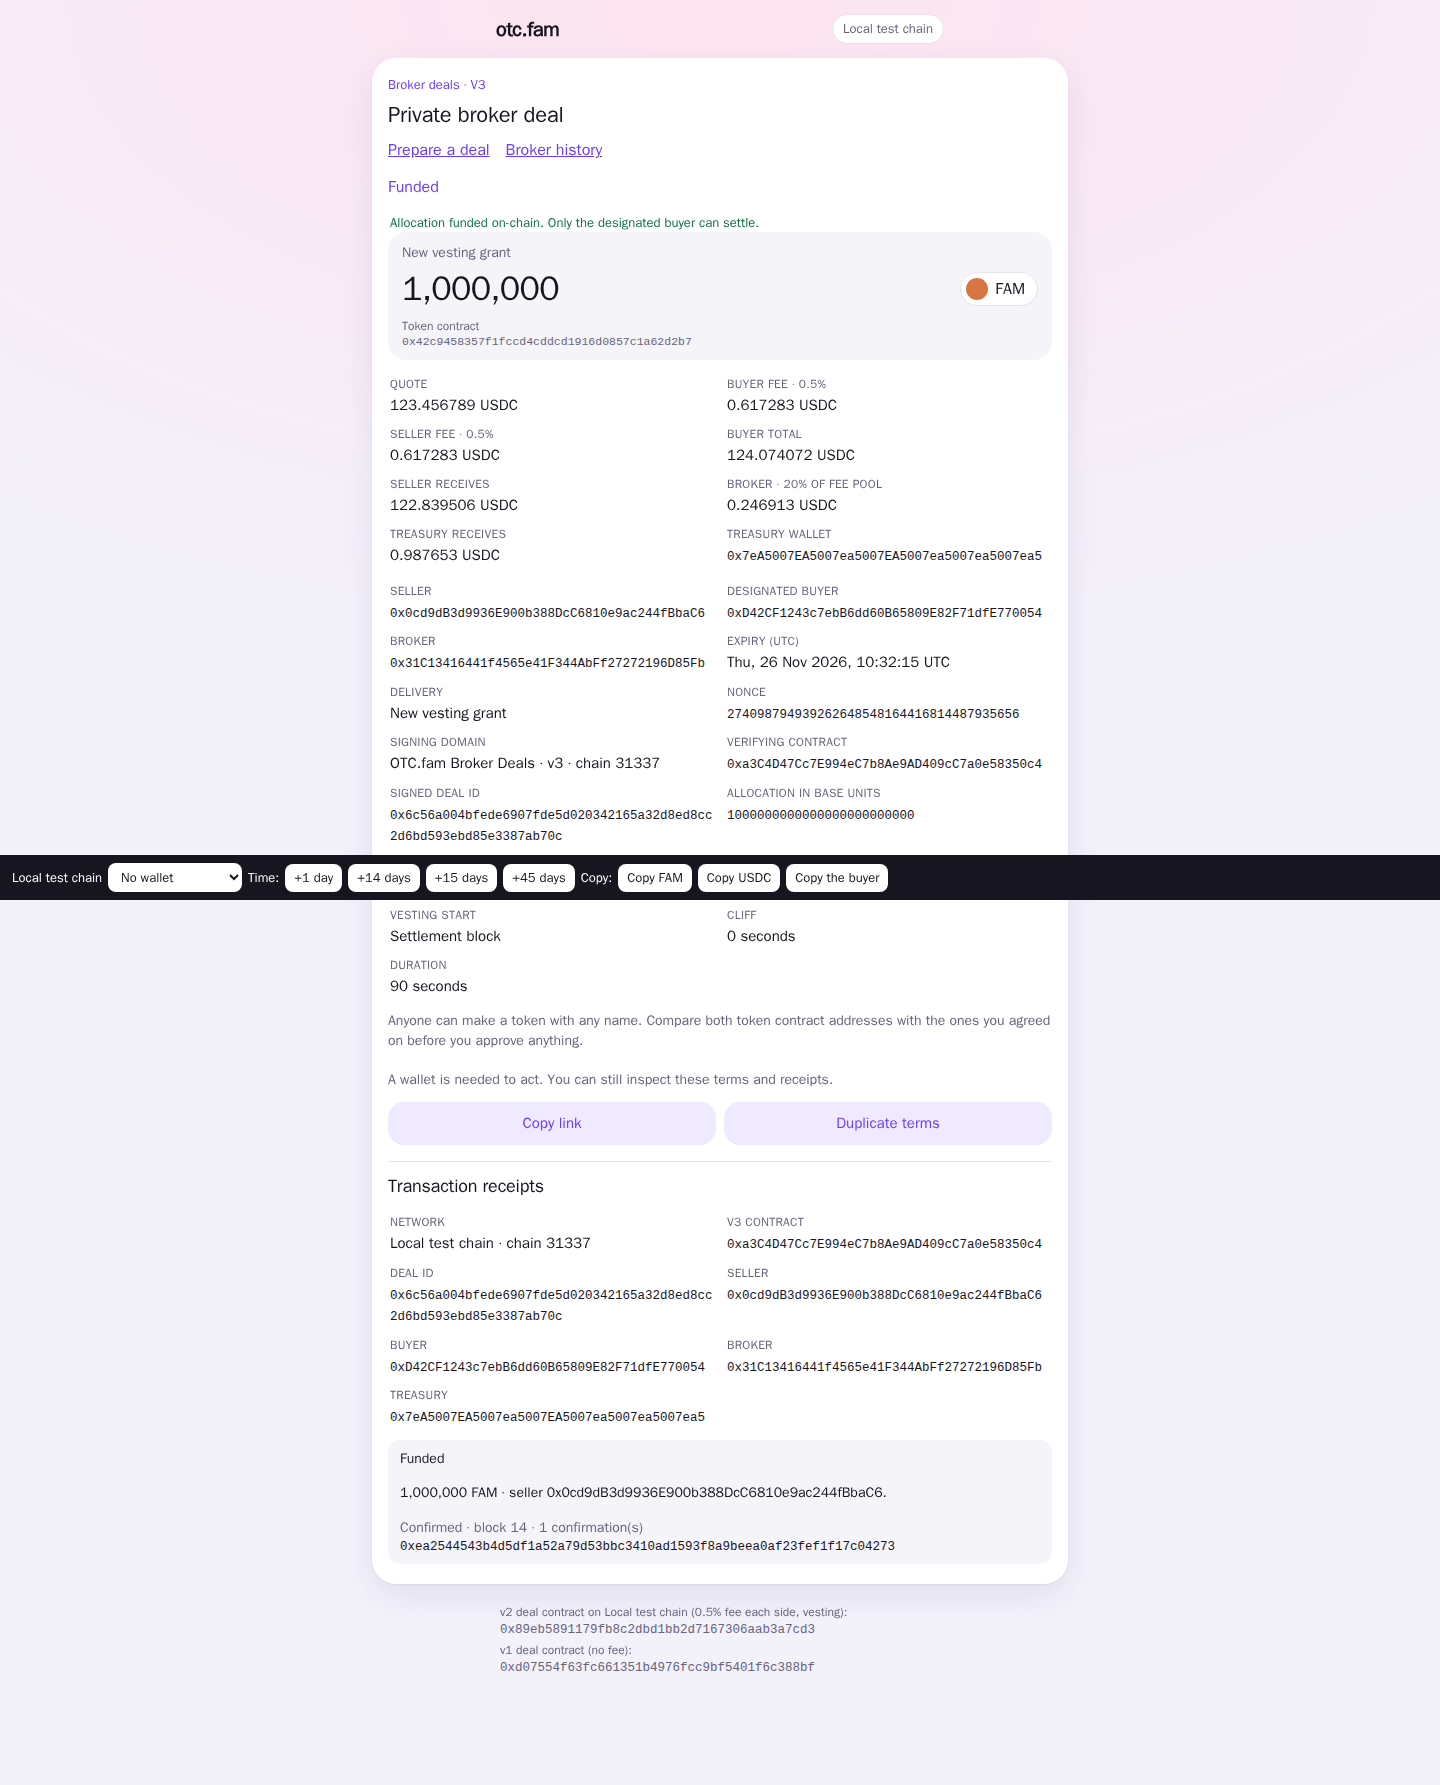 otc.fam
Local test chain
Broker deals · V3
Private broker deal
Prepare a deal Broker history
Funded
Allocation funded on-chain. Only the designated buyer can settle.
New vesting grant
1,000,000
FAM
Token contract
0x42c9458357f1fccd4cddcd1916d0857c1a62d2b7
QUOTE
123.456789 USDC
BUYER FEE · 0.5%
0.617283 USDC
SELLER FEE · 0.5%
0.617283 USDC
BUYER TOTAL
124.074072 USDC
SELLER RECEIVES
122.839506 USDC
BROKER · 20% OF FEE POOL
0.246913 USDC
TREASURY RECEIVES
0.987653 USDC
TREASURY WALLET
0x7eA5007EA5007ea5007EA5007ea5007ea5007ea5
SELLER
0x0cd9dB3d9936E900b388DcC6810e9ac244fBbaC6
DESIGNATED BUYER
0xD42CF1243c7ebB6dd60B65809E82F71dfE770054
BROKER
0x31C13416441f4565e41F344AbFf27272196D85Fb
EXPIRY (UTC)
Thu, 26 Nov 2026, 10:32:15 UTC
DELIVERY
New vesting grant
NONCE
274098794939262648548164416814487935656
SIGNING DOMAIN
OTC.fam Broker Deals · v3 · chain 31337
VERIFYING CONTRACT
0xa3C4D47Cc7E994eC7b8Ae9AD409cC7a0e58350c4
SIGNED DEAL ID
0x6c56a004bfede6907fde5d020342165a32d8ed8cc
2d6bd593ebd85e3387ab70c
ALLOCATION IN BASE UNITS
1000000000000000000000000
Local test chain
No wallet
Time:
+1 day
+14 days
+15 days
+45 days
Copy:
Copy FAM
Copy USDC
Copy the buyer
VESTING START
Settlement block
CLIFF
0 seconds
DURATION
90 seconds
Anyone can make a token with any name. Compare both token contract addresses with the ones you agreed
on before you approve anything.
A wallet is needed to act. You can still inspect these terms and receipts.
Copy link
Duplicate terms
Transaction receipts
NETWORK
Local test chain · chain 31337
V3 CONTRACT
0xa3C4D47Cc7E994eC7b8Ae9AD409cC7a0e58350c4
DEAL ID
0x6c56a004bfede6907fde5d020342165a32d8ed8cc
2d6bd593ebd85e3387ab70c
SELLER
0x0cd9dB3d9936E900b388DcC6810e9ac244fBbaC6
BUYER
0xD42CF1243c7ebB6dd60B65809E82F71dfE770054
BROKER
0x31C13416441f4565e41F344AbFf27272196D85Fb
TREASURY
0x7eA5007EA5007ea5007EA5007ea5007ea5007ea5
Funded
1,000,000 FAM · seller 0x0cd9dB3d9936E900b388DcC6810e9ac244fBbaC6.
Confirmed · block 14 · 1 confirmation(s)
0xea2544543b4d5df1a52a79d53bbc3410ad1593f8a9beea0af23fef1f17c04273
v2 deal contract on Local test chain (0.5% fee each side, vesting):
0x89eb5891179fb8c2dbd1bb2d7167306aab3a7cd3
v1 deal contract (no fee):
0xd07554f63fc661351b4976fcc9bf5401f6c388bf